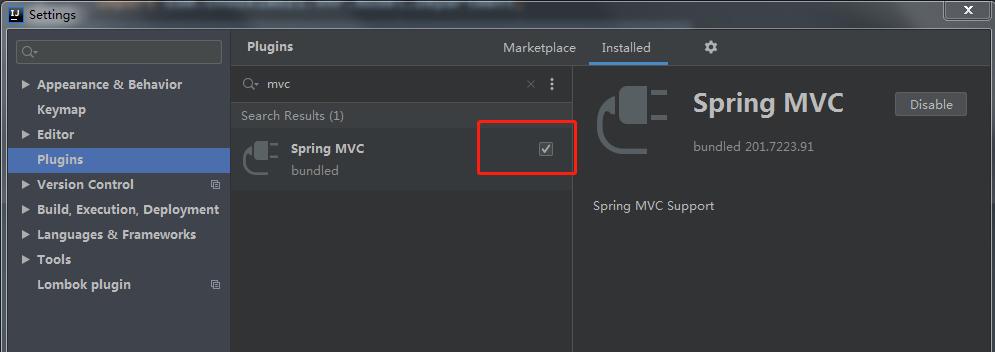 IJ
Settings
Plugins
Marketplace
Installed
Appearance & Behavior
Keymap
Editor
Plugins
Version Control
Build, Execution, Deployment
Languages & Frameworks
Tools
Lombok plugin
mvc
Search Results (1)
Spring MVC
bundled
Spring MVC
Disable
bundled 201.7223.91
Spring MVC Support